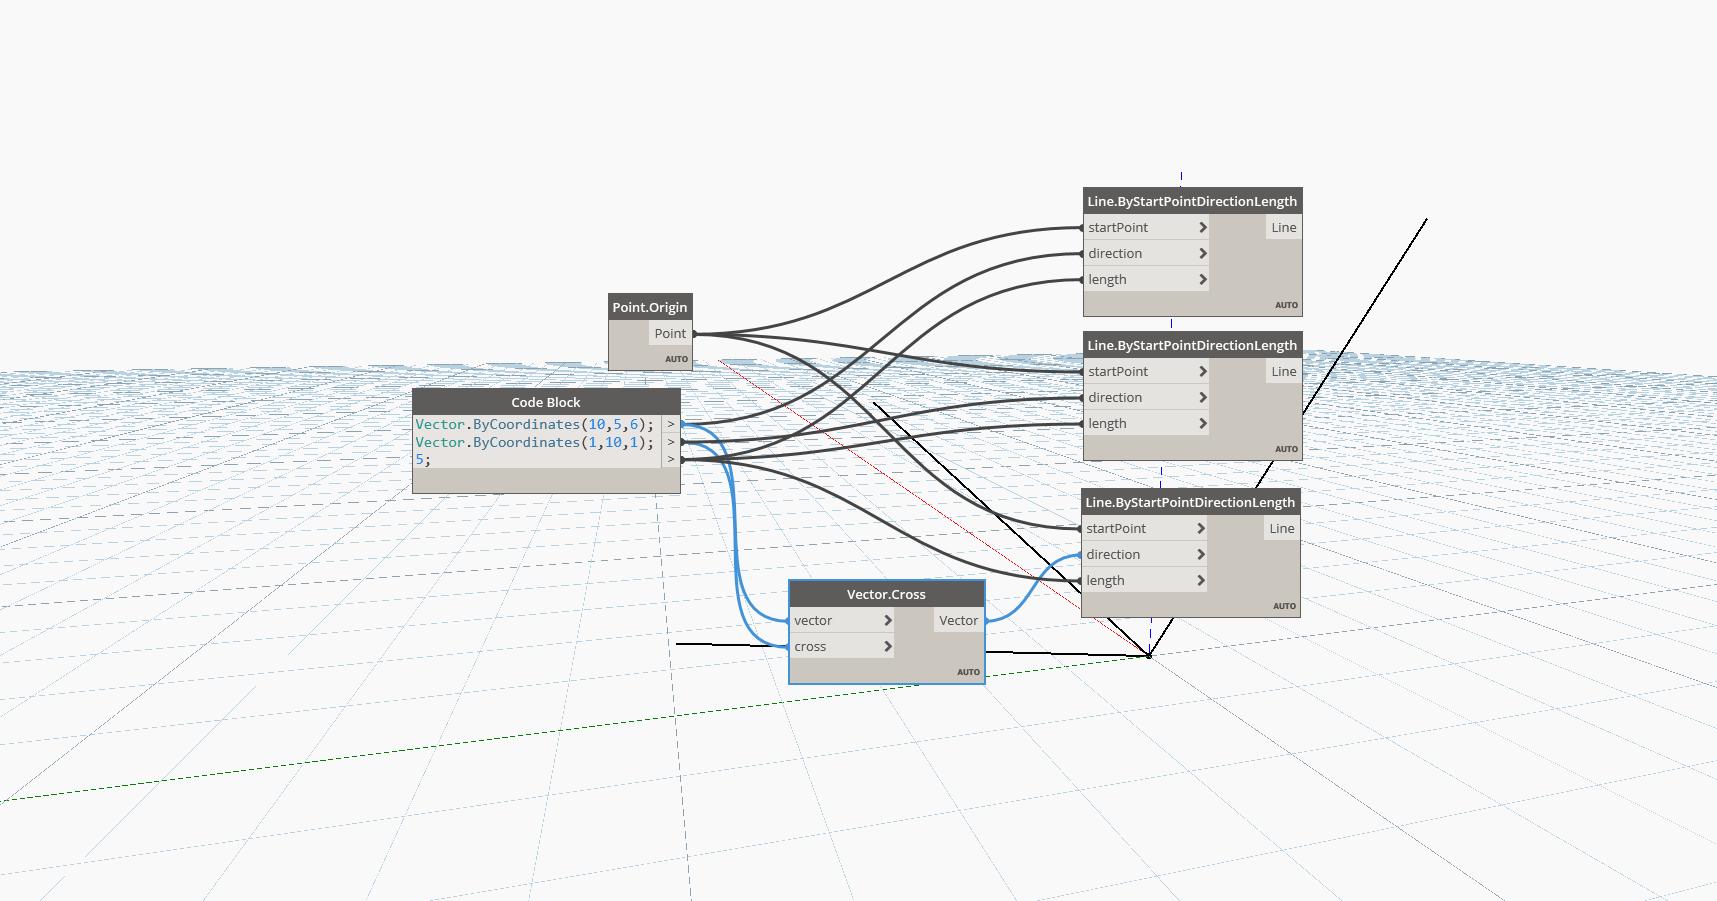 Line.ByStartPointDirectionLength
startPoint > Line
direction >
length >
AUTO
Point.Origin
Point
AUTO
Line.ByStartPointDirectionLength
startPoint > Line
direction >
length >
AUTO
Code Block
Vector.ByCoordinates(10,5,6); >
Vector.ByCoordinates(1,10,1); >
5; >
Line.ByStartPointDirectionLength
startPoint > Line
direction >
length >
AUTO
Vector.Cross
vector > Vector
cross >
AUTO